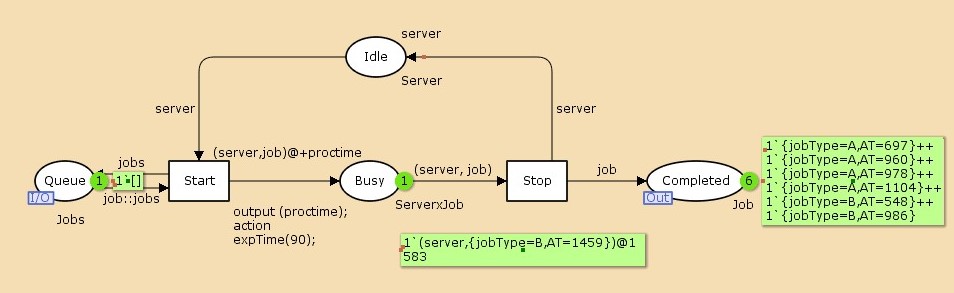 server
Idle
Server
server
server
(server,job)@+proctime
jobs
Queue
1
1`[]
Start
Busy
1
(server, job)
Stop
job
Completed
6
I/O
job::jobs
Jobs
ServerxJob
Out
Job
output (proctime);
action
expTime(90);
1`(server,{jobType=B,AT=1459})@1
583
1`{jobType=A,AT=697}++
1`{jobType=A,AT=960}++
1`{jobType=A,AT=978}++
1`{jobType=A,AT=1104}++
1`{jobType=B,AT=548}++
1`{jobType=B,AT=986}